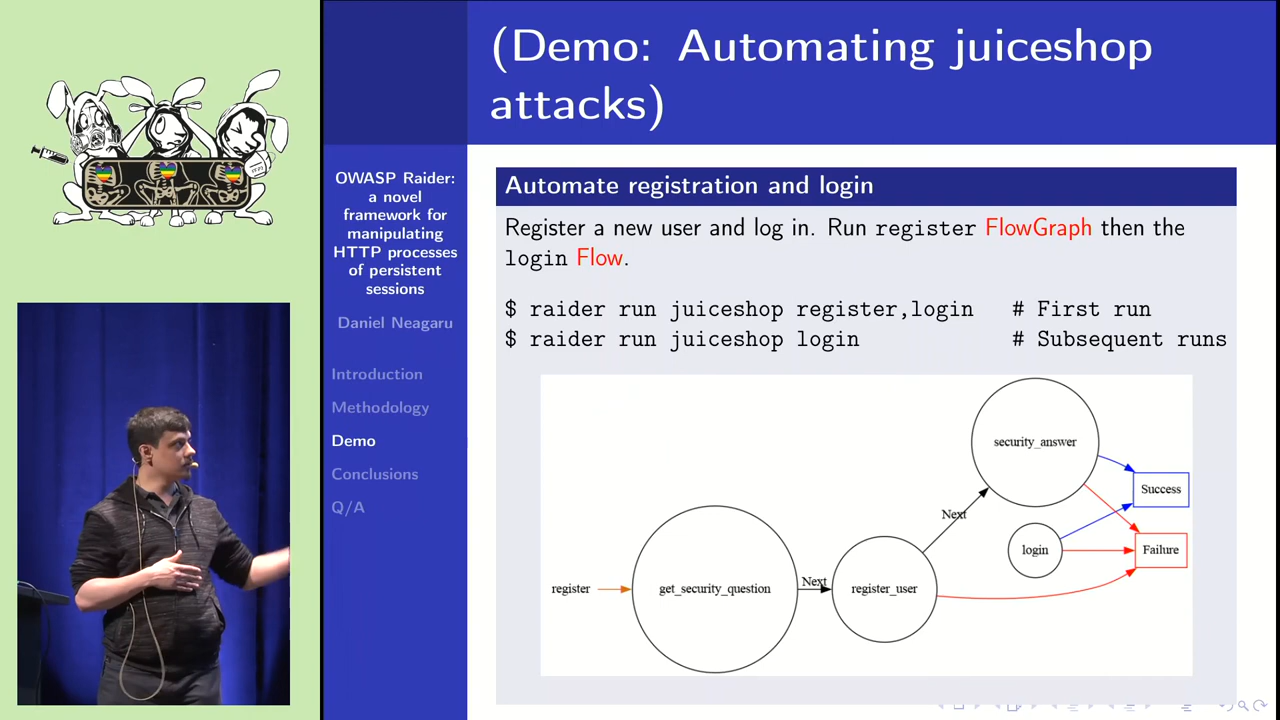 (Demo: Automating juiceshop
attacks)
OWASP Raider:
a novel
framework for
manipulating
HTTP processes
of persistent
sessions
Daniel Neagaru
Introduction
Methodology
Demo
Conclusions
Q/A
Automate registration and login
Register a new user and log in. Run register FlowGraph then the
login Flow.
$ raider run juiceshop register,login # First run
$ raider run juiceshop login # Subsequent runs
security_answer
Success
Next
login
Failure
register
get_security_question
Next
register_user